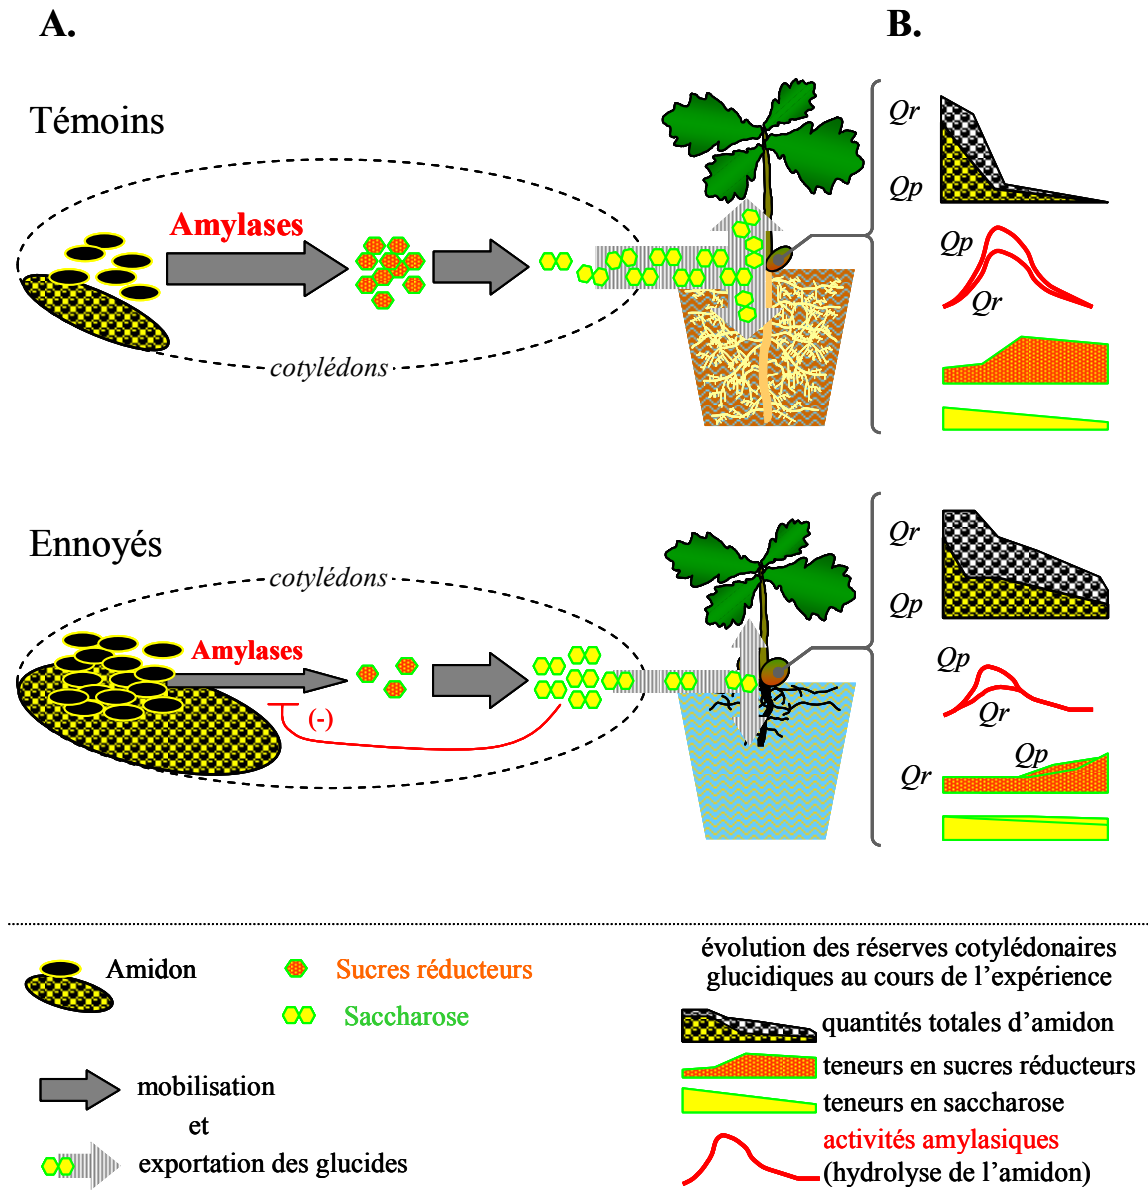 A.
B.
Témoins
Amylases
cotylédons
Qr
Qp
Qp
Qr
Ennoyés
cotylédons
Amylases
(-)
Qr
Qp
Qp
Qr
Qp
Qr
Amidon
Sucres réducteurs
Saccharose
mobilisation
et
exportation des glucides
évolution des réserves cotylédonaires
glucidiques au cours de l'expérience
quantités totales d'amidon
teneurs en sucres réducteurs
teneurs en saccharose
activités amylasiques
(hydrolyse de l'amidon)